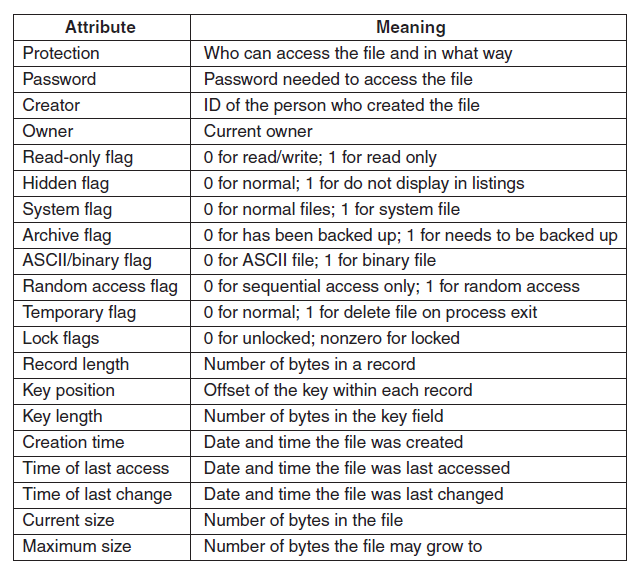 Attribute Meaning
Protection Who can access the file and in what way
Password Password needed to access the file
Creator ID of the person who created the file
Owner Current owner
Read-only flag 0 for read/write; 1 for read only
Hidden flag 0 for normal; 1 for do not display in listings
System flag 0 for normal files; 1 for system file
Archive flag 0 for has been backed up; 1 for needs to be backed up
ASCII/binary flag 0 for ASCII file; 1 for binary file
Random access flag 0 for sequential access only; 1 for random access
Temporary flag 0 for normal; 1 for delete file on process exit
Lock flags 0 for unlocked; nonzero for locked
Record length Number of bytes in a record
Key position Offset of the key within each record
Key length Number of bytes in the key field
Creation time Date and time the file was created
Time of last access Date and time the file was last accessed
Time of last change Date and time the file was last changed
Current size Number of bytes in the file
Maximum size Number of bytes the file may grow to